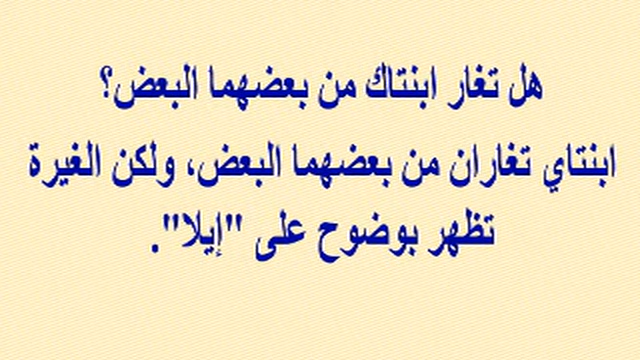 هل تغار ابنتاك من بعضهما البعض؟
ابنتاي تغاران من بعضهما البعض، ولكن الغيرة
تظهر بوضوح على "إيلا".